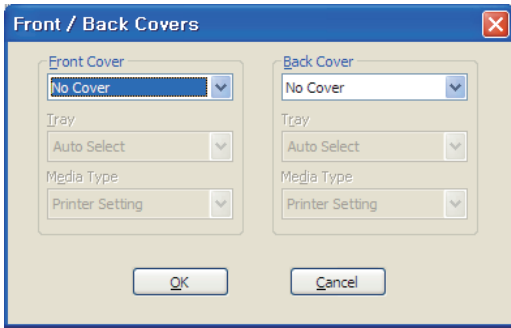 Front / Back Covers
Front Cover
No Cover
Tray
Auto Select
Media Type
Printer Setting
Back Cover
No Cover
Tray
Auto Select
Media Type
Printer Setting
OK
Cancel